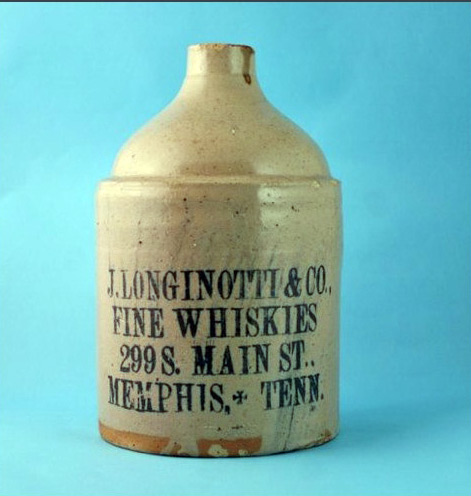 J. LONGINOTTI & CO.,
FINE WHISKIES
299 S. MAIN ST..
MEMPHIS,+ TENN.